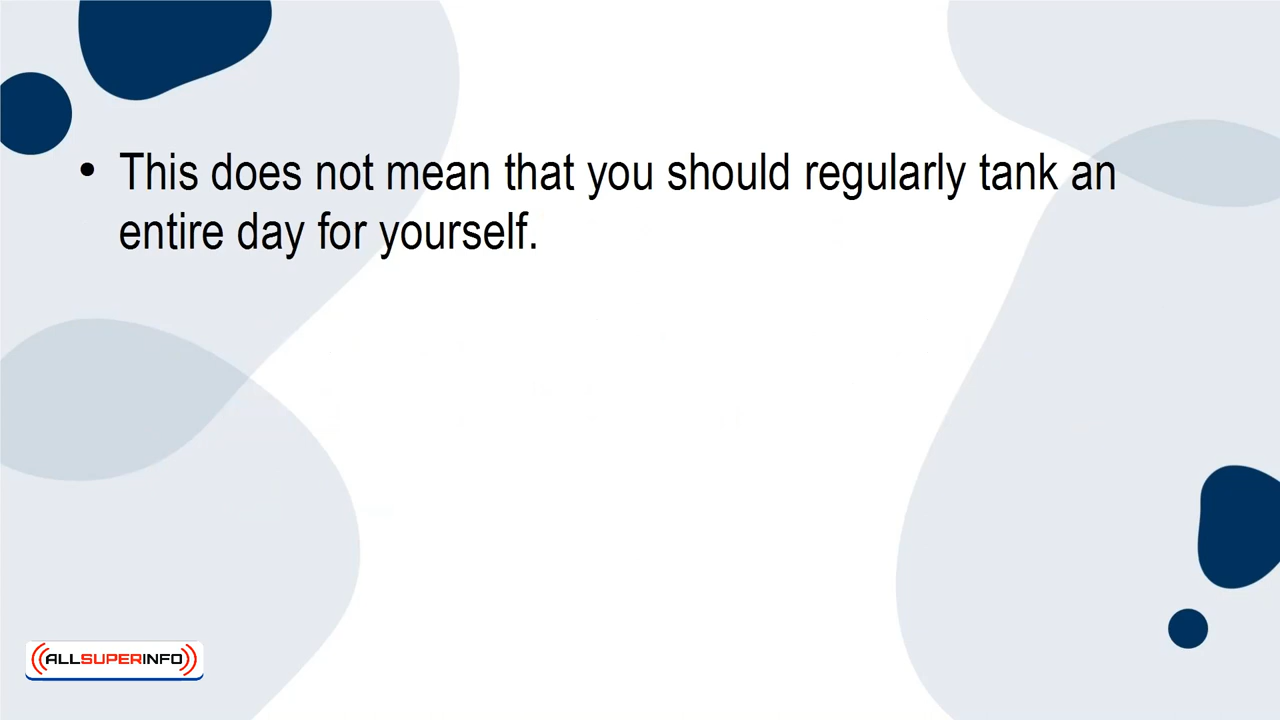 • This does not mean that you should regularly tank an
entire day for yourself.
ALLSUPERINFO